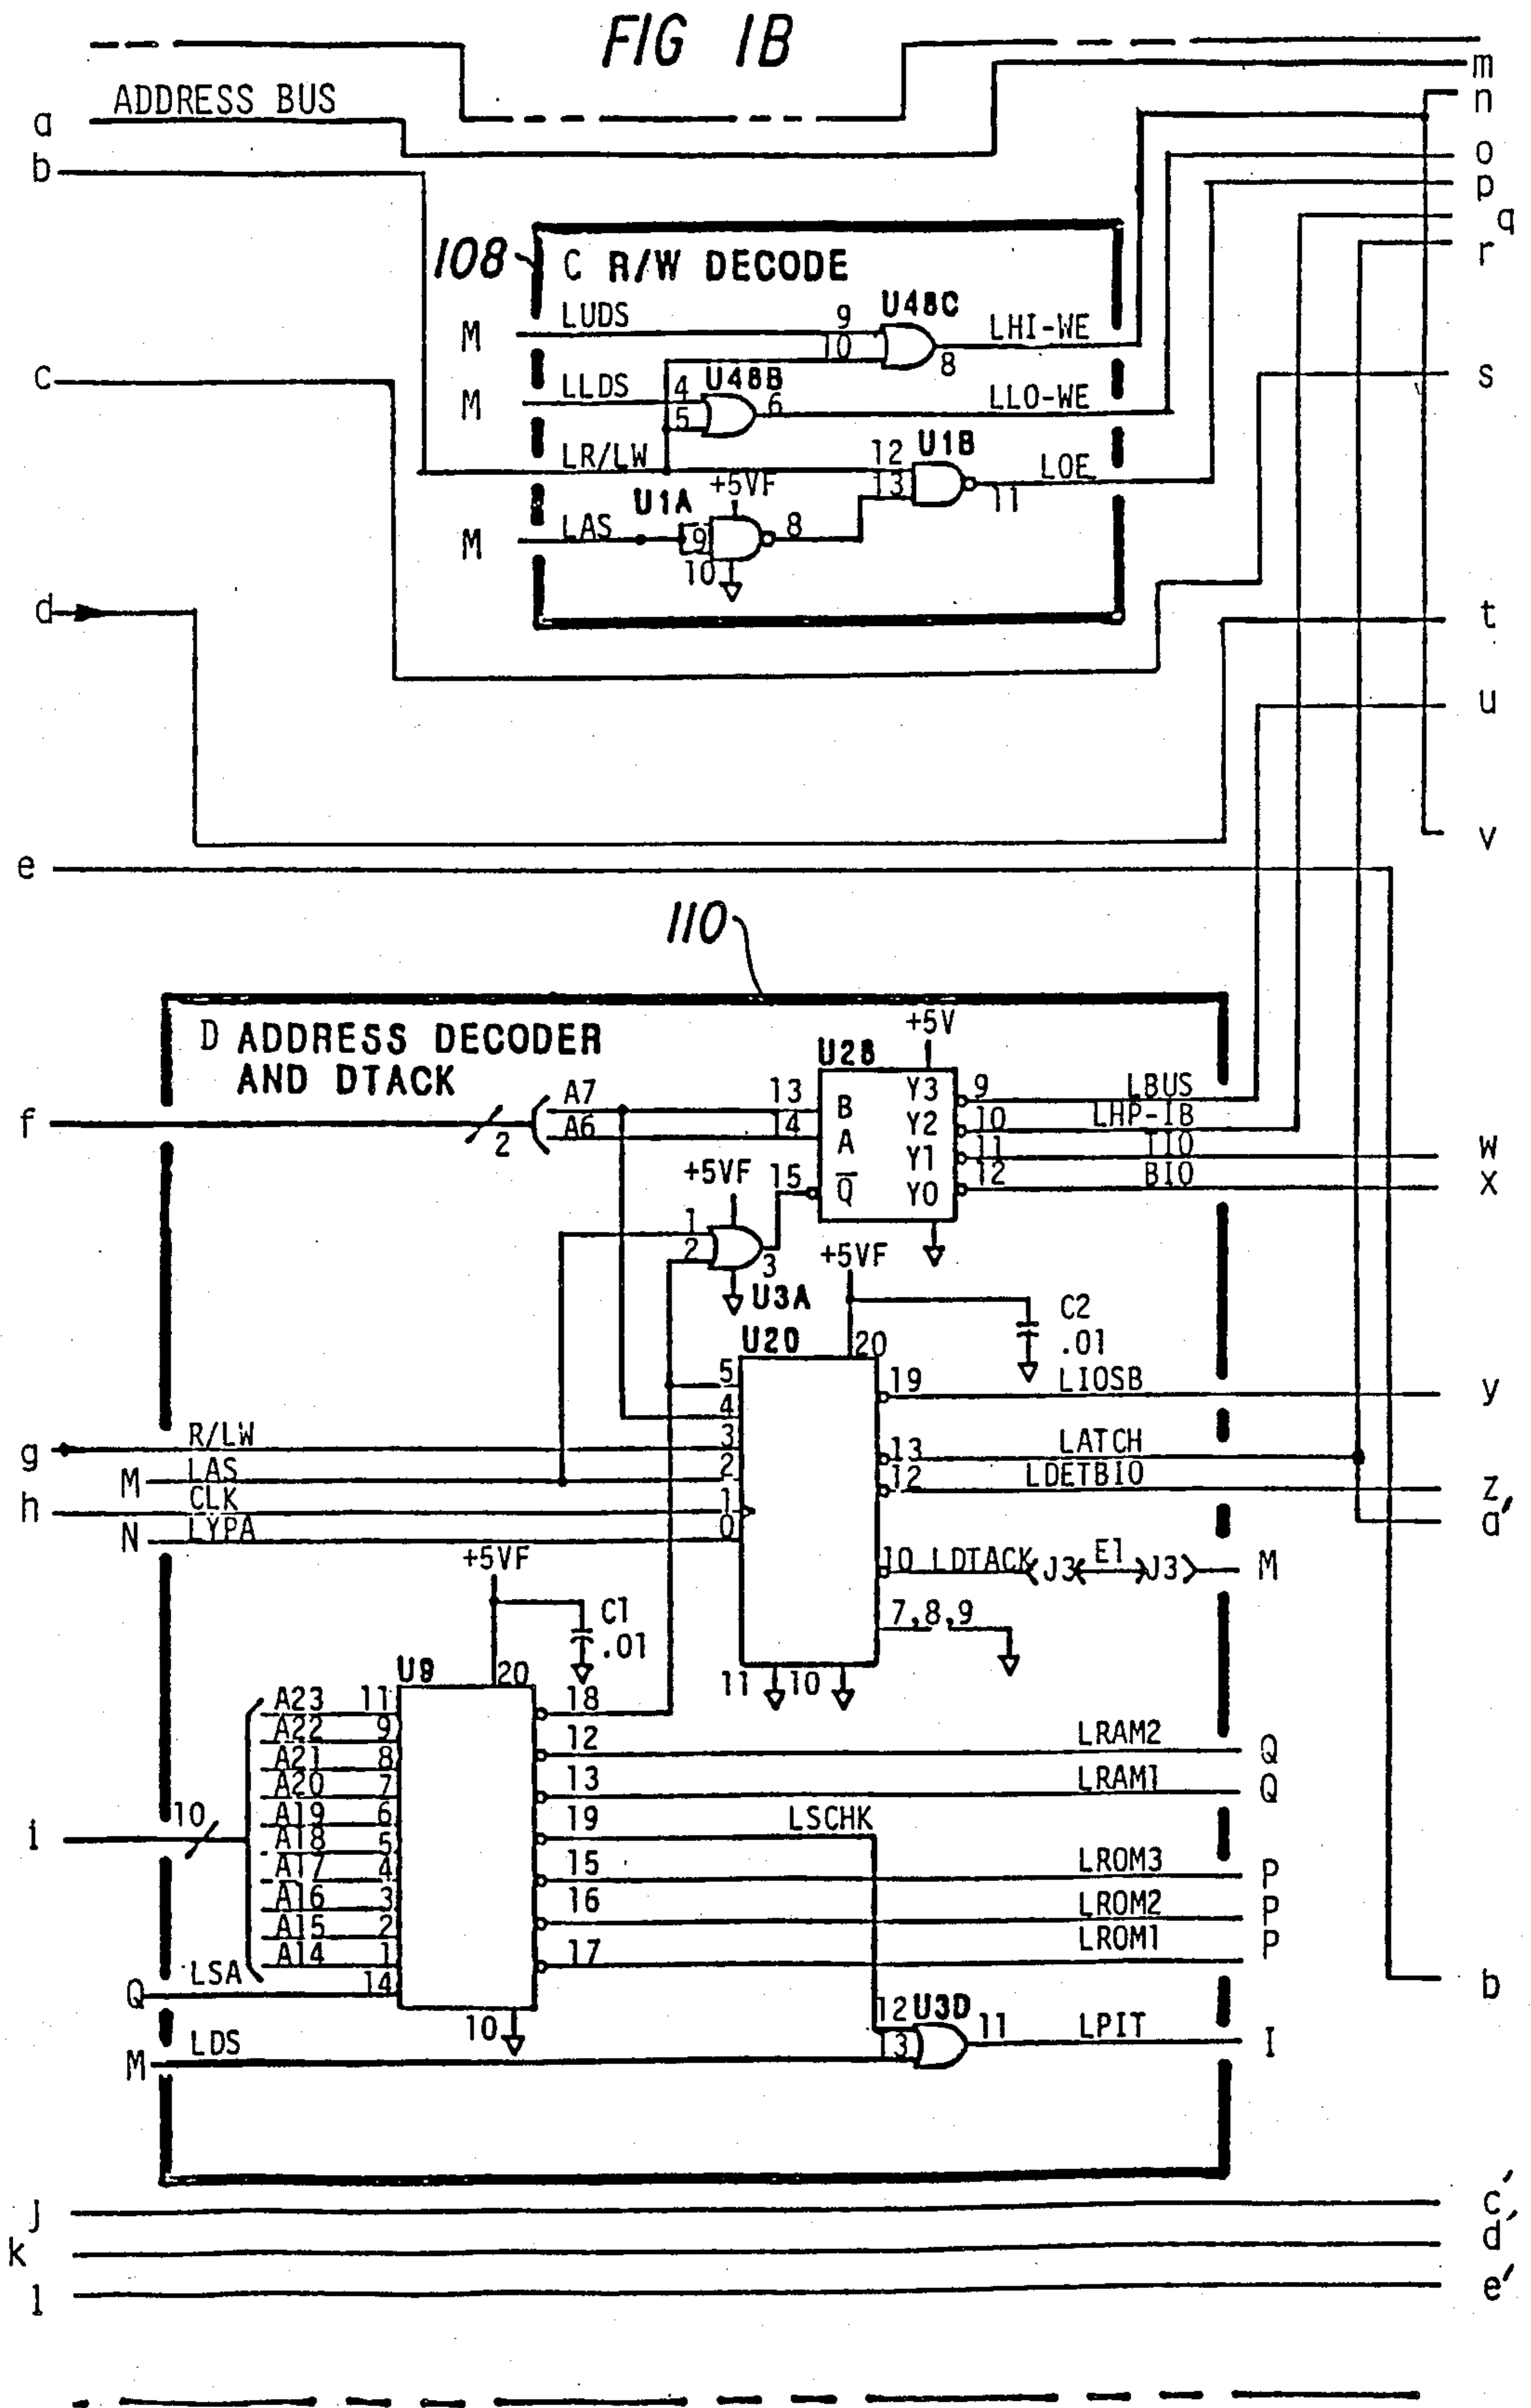 FIG 1B
m
ADDRESS BUS
n
a
o
b
p
q
108
C R/W DECODE
r
U48C
M LUDS 9
10 8 LHI-WE
c
U48B
s
M LLDS 4
5 6 LLO-WE
U1B
LR/LW 12
13 11 LOE
U1A +5VF
M LAS 9 8
10
d
t
u
v
e
110
D ADDRESS DECODER
AND DTACK
+5V
U28
f 2 A7 13 B Y3 9 LBUS
A6 14 A Y2 10 LHP-IB
Y1 11 TIO w
+5VF 15 Q Y0 12 BIO x
1
2 3
U3A
+5VF
C2
.01
U20 20
5 19 LIOSB y
4
g R/LW 3 13 LATCH
M LAS 2 12 LDETBIO z
h CLK 1 a'
N LYPA 0
+5VF
10 LDTACK J3 E1 J3 M
C1
.01
7,8,9
U9 20
11 10
A23 11 18
A22 9 12 LRAM2 Q
A21 8
A20 7 13 LRAM1 Q
A19 6 19 LSCHK
i 10 A18 5
A17 4 15 LROM3 P
A16 3 16 LROM2 P
A15 2
A14 1 17 LROM1 P
Q LSA 14
b
10
12 U3D
13 11 LPIT I
M LDS
j c'
k d'
l e'